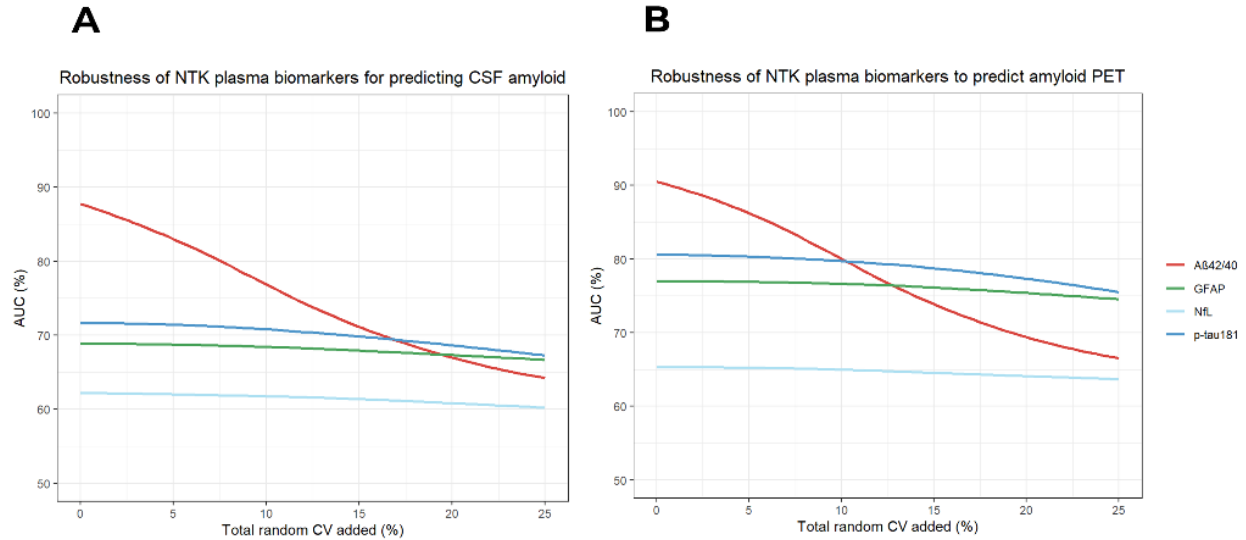 A
Robustness of NTK plasma biomarkers for predicting CSF amyloid
100
90
80
70
60
50
AUC (%)
0 5 10 15 20 25
Total random CV added (%)
B
Robustness of NTK plasma biomarkers to predict amyloid PET
100
90
80
70
60
50
AUC (%)
0 5 10 15 20 25
Total random CV added (%)
Aß42/40
GFAP
NfL
p-tau181